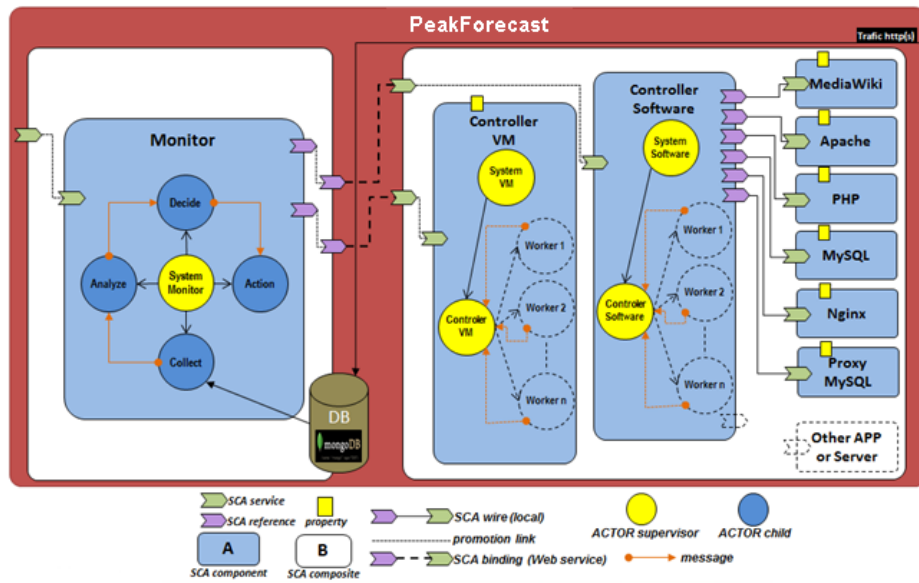 PeakForecast
Trafic http(s)
Monitor
Decide
Analyze
System
Monitor
Action
Collect
DB
mongoDB
Controller
VM
System
VM
Worker 1
Worker 2
Controler
VM
Worker n
Controller
Software
System
Software
Worker 1
Worker 2
Controler
Software
Worker n
MediaWiki
Apache
PHP
MySQL
Nginx
Proxy
MySQL
Other APP
or Server
SCA service
SCA reference
property
SCA wire (local)
promotion link
SCA binding (Web service)
ACTOR supervisor
ACTOR child
message
A
SCA component
B
SCA composite